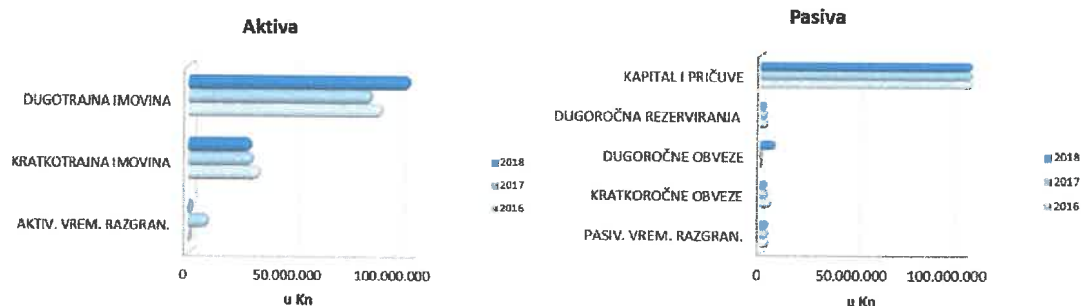 Aktiva
DUGOTRAJNA IMOVINA
KRATKOTRAJNA IMOVINA
AKTIV. VREM. RAZGRAN.
0
50.000.000
100.000.000
u Kn
2018
2017
2016
Pasiva
KAPITAL I PRIČUVE
DUGOROČNA REZERVIRANJA
DUGOROČNE OBVEZE
KRATKOROČNE OBVEZE
PASIV. VREM. RAZGRAN.
0
50.000.000
100.000.000
u Kn
2018
2017
2016